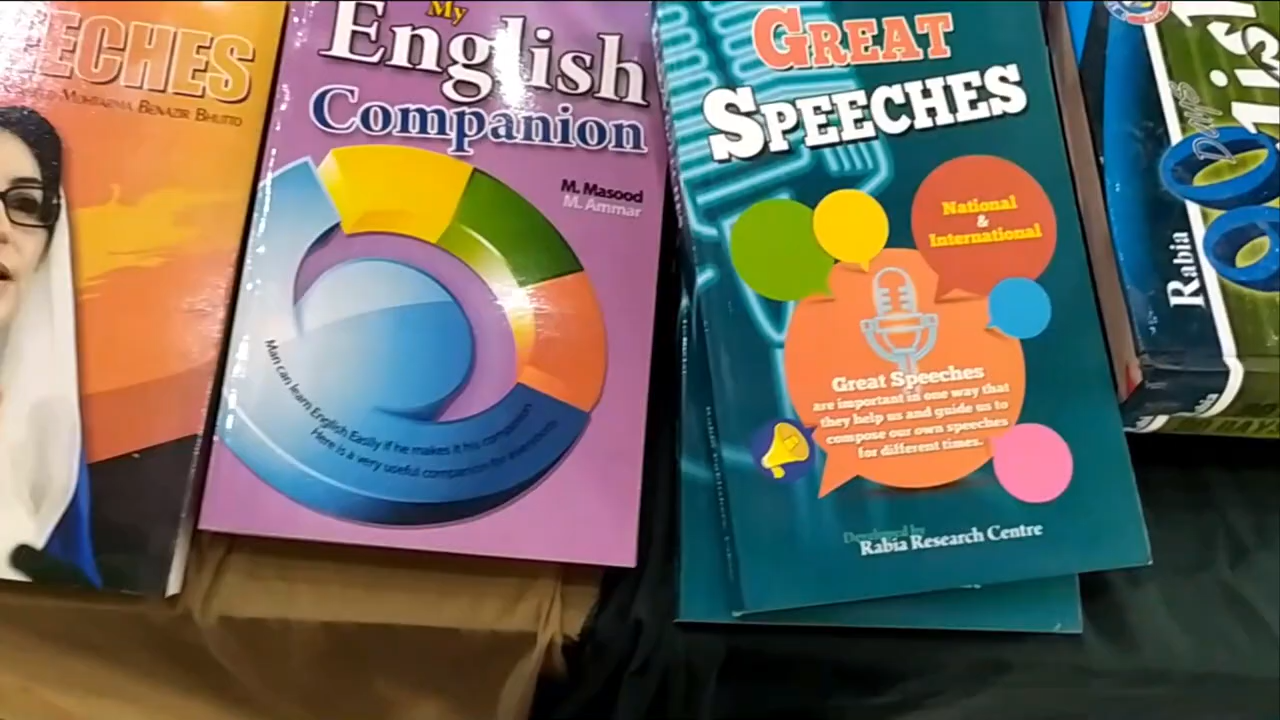 ECHES
MOHTARMA BENAZIR BHUTTO
My
English
Companion
M. Masood
M. Ammar
Man can learn English Easily if he makes it his companion
Here is a very useful companion for everybody
GREAT
SPEECHES
National
&
International
Great Speeches
are important in one way that
they help us and guide us to
compose our own speeches
for different times.
Developed by
Rabia Research Centre
Rabia
Days